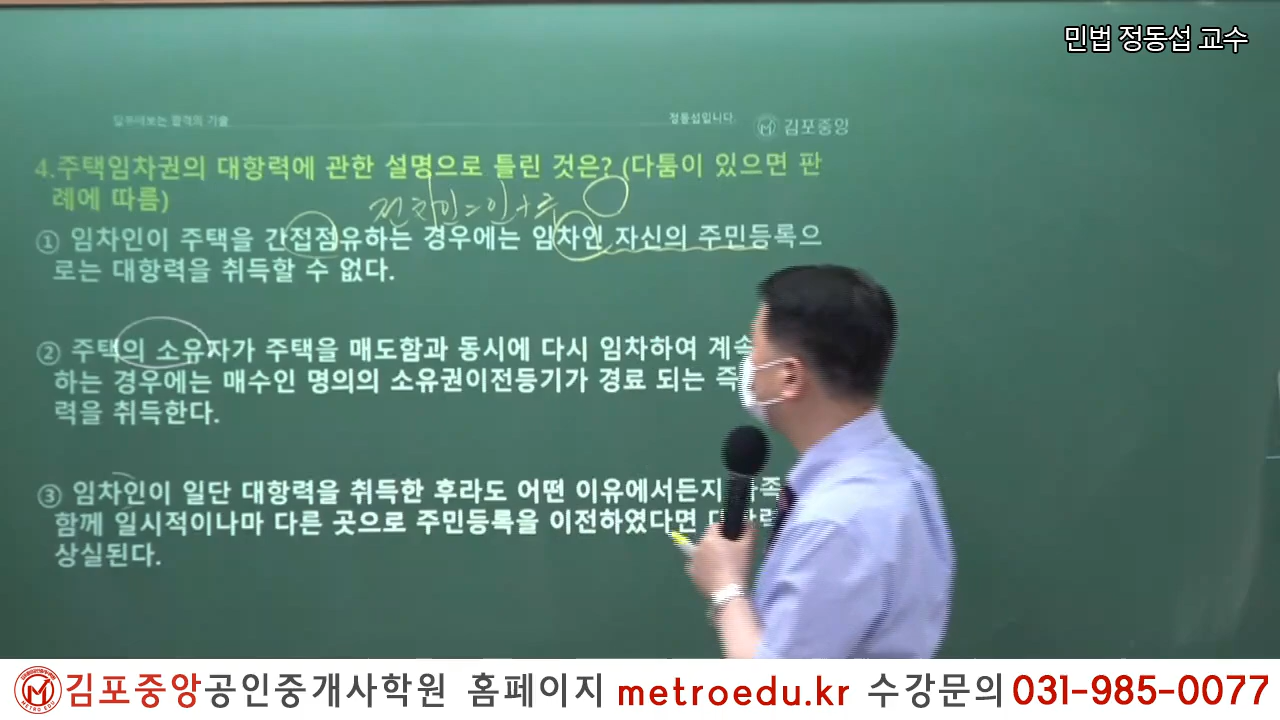 민법 정동섭 교수
정동섭입니다.
김포중앙
4.주택임차권의 대항력에 관한 설명으로 틀린 것은? (다툼이 있으면 판
례에 따름)
전차인=인+주
① 임차인이 주택을 간접점유하는 경우에는 임차인 자신의 주민등록으
로는 대항력을 취득할 수 없다.
② 주택의 소유자가 주택을 매도함과 동시에 다시 임차하여 계속
하는 경우에는 매수인 명의의 소유권이전등기가 경료 되는 즉
력을 취득한다.
③ 임차인이 일단 대항력을 취득한 후라도 어떤 이유에서든지
함께 일시적이나마 다른 곳으로 주민등록을 이전하였다면
상실된다.
김포중앙공인중개사학원 홈페이지 metroedu.kr 수강문의 031-985-0077